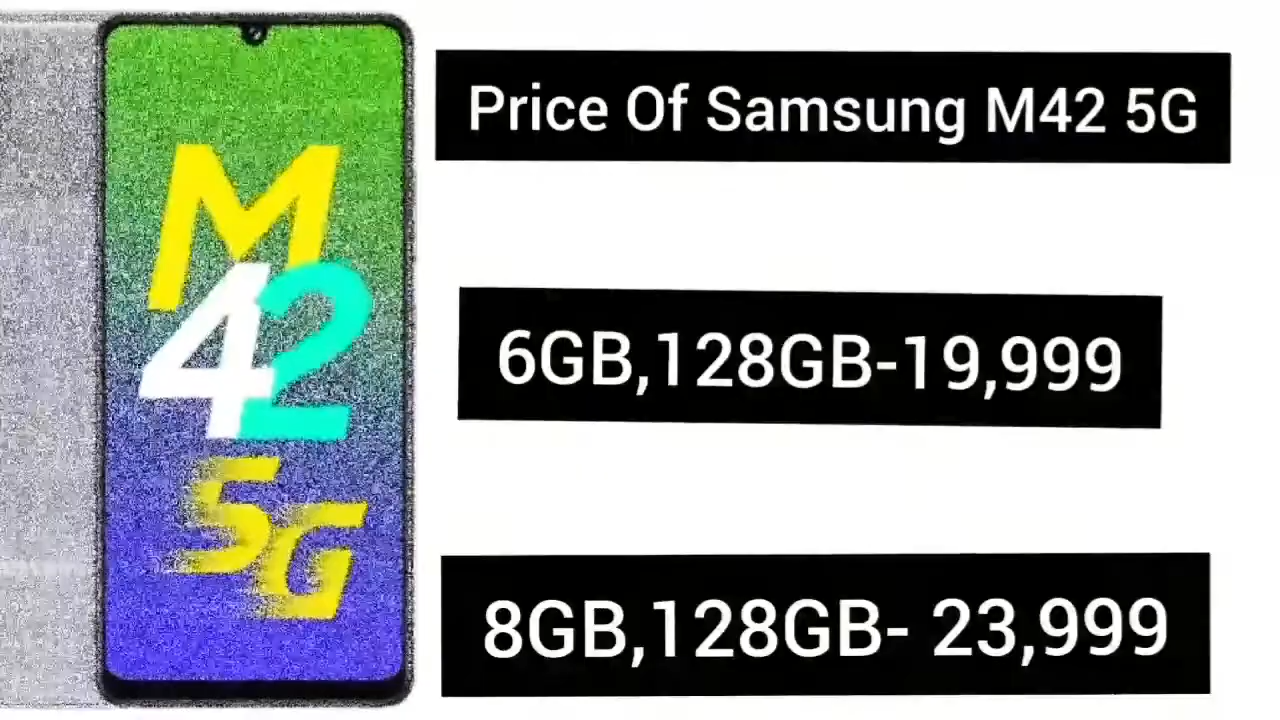 M
42
5G
Price Of Samsung M42 5G
6GB,128GB-19,999
8GB,128GB- 23,999